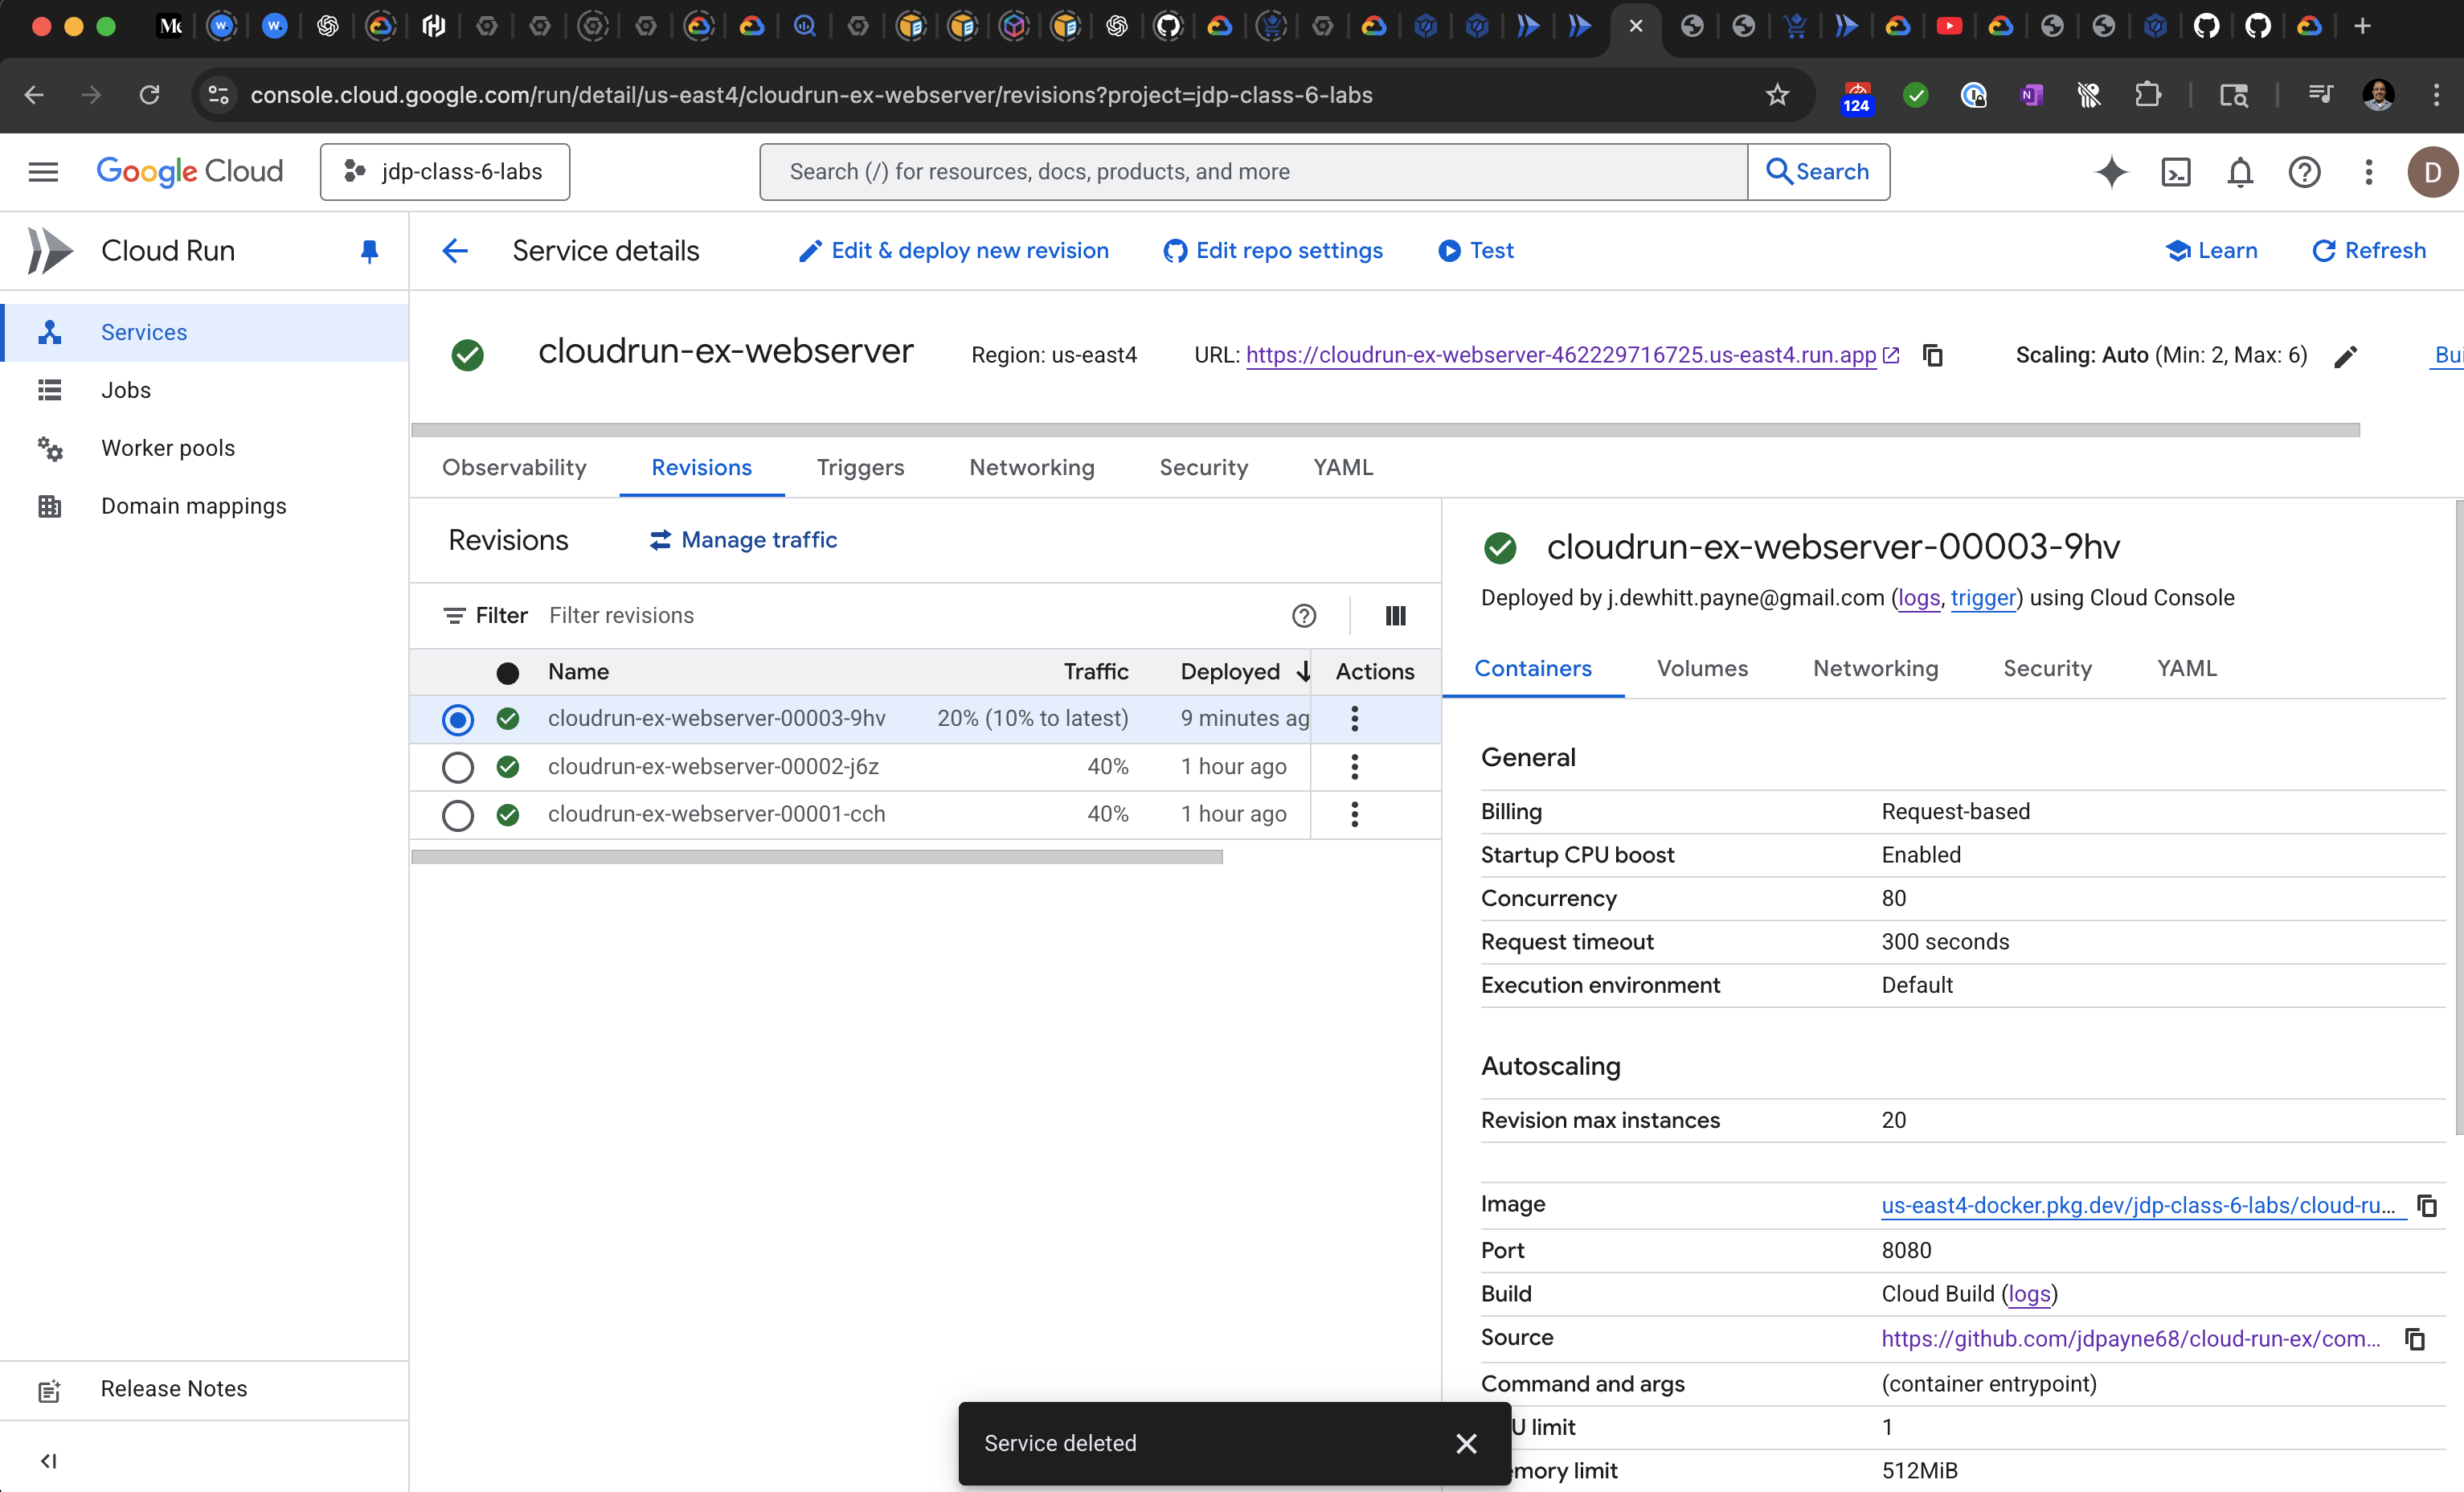 console.cloud.google.com/run/detail/us-east4/cloudrun-ex-webserver/revisions?project=jdp-class-6-labs
124
Google Cloud
jdp-class-6-labs
Search (/) for resources, docs, products, and more
Search
D
Cloud Run
Service details
Edit & deploy new revision
Edit repo settings
Test
Learn
Refresh
Services
Jobs
Worker pools
Domain mappings
cloudrun-ex-webserver
Region: us-east4
URL: https://cloudrun-ex-webserver-462229716725.us-east4.run.app
Scaling: Auto (Min: 2, Max: 6)
Observability
Revisions
Triggers
Networking
Security
YAML
Revisions
Manage traffic
Filter Filter revisions
Name Traffic Deployed Actions
cloudrun-ex-webserver-00003-9hv 20% (10% to latest) 9 minutes ag
cloudrun-ex-webserver-00002-j6z 40% 1 hour ago
cloudrun-ex-webserver-00001-cch 40% 1 hour ago
cloudrun-ex-webserver-00003-9hv
Deployed by j.dewhitt.payne@gmail.com (logs, trigger) using Cloud Console
Containers
Volumes
Networking
Security
YAML
General
Billing Request-based
Startup CPU boost Enabled
Concurrency 80
Request timeout 300 seconds
Execution environment Default
Autoscaling
Revision max instances 20
Image us-east4-docker.pkg.dev/jdp-class-6-labs/cloud-ru...
Port 8080
Build Cloud Build (logs)
Source https://github.com/jdpayne68/cloud-run-ex/com...
Command and args (container entrypoint)
U limit 1
emory limit 512MiB
Release Notes
Service deleted